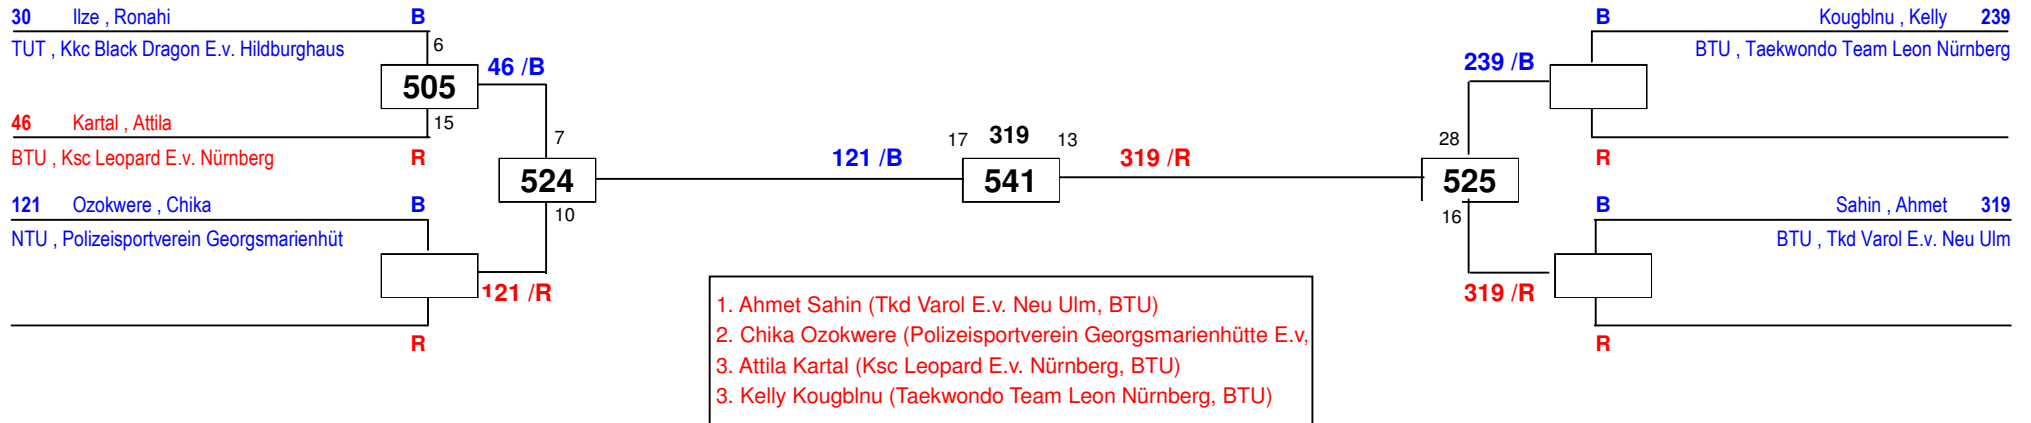 30 Ilze , Ronahi B
TUT , Kkc Black Dragon E.v. Hildburghaus
6
505
46 /B
15
46 Kartal , Attila
BTU , Ksc Leopard E.v. Nürnberg R
7
524
10
121 Ozokwere , Chika B
NTU , Polizeisportverein Georgsmarienhüt
121 /R
R
121 /B
17 319 13
541
319 /R
B Kougblnu , Kelly 239
BTU , Taekwondo Team Leon Nürnberg
239 /B
R
28
525
16
B Sahin , Ahmet 319
BTU , Tkd Varol E.v. Neu Ulm
319 /R
R
1. Ahmet Sahin (Tkd Varol E.v. Neu Ulm, BTU)
2. Chika Ozokwere (Polizeisportverein Georgsmarienhütte E.v,
3. Attila Kartal (Ksc Leopard E.v. Nürnberg, BTU)
3. Kelly Kougblnu (Taekwondo Team Leon Nürnberg, BTU)